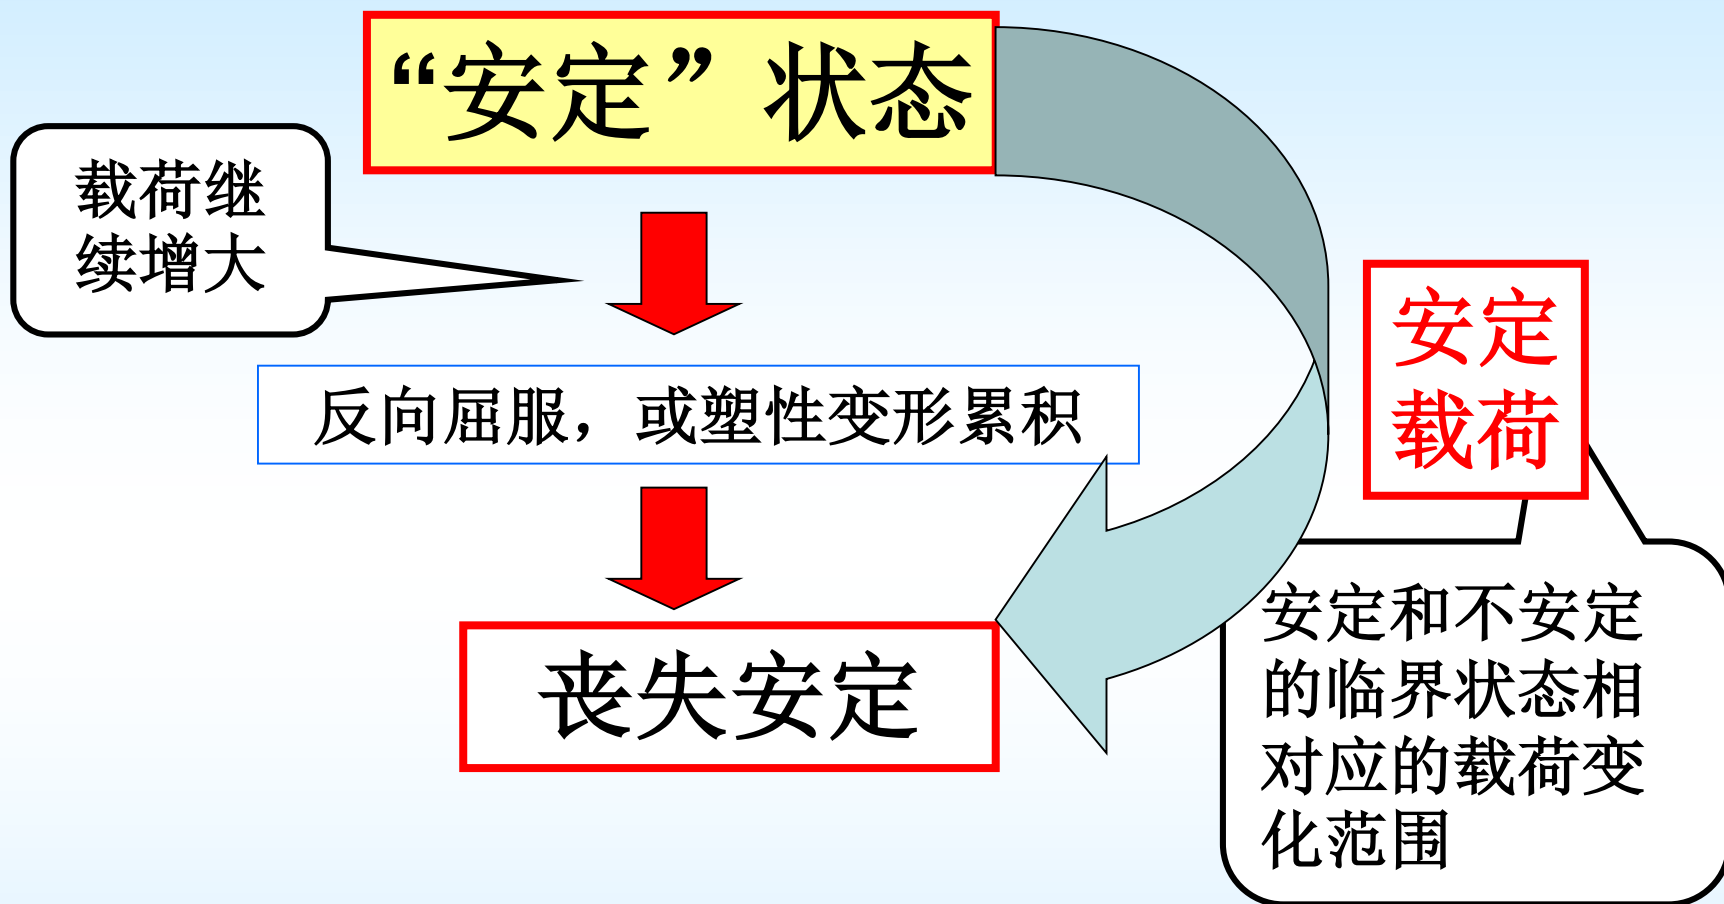 “安定”状态
载荷继
续增大
反向屈服，或塑性变形累积
丧失安定
安定
载荷
安定和不安定
的临界状态相
对应的载荷变
化范围